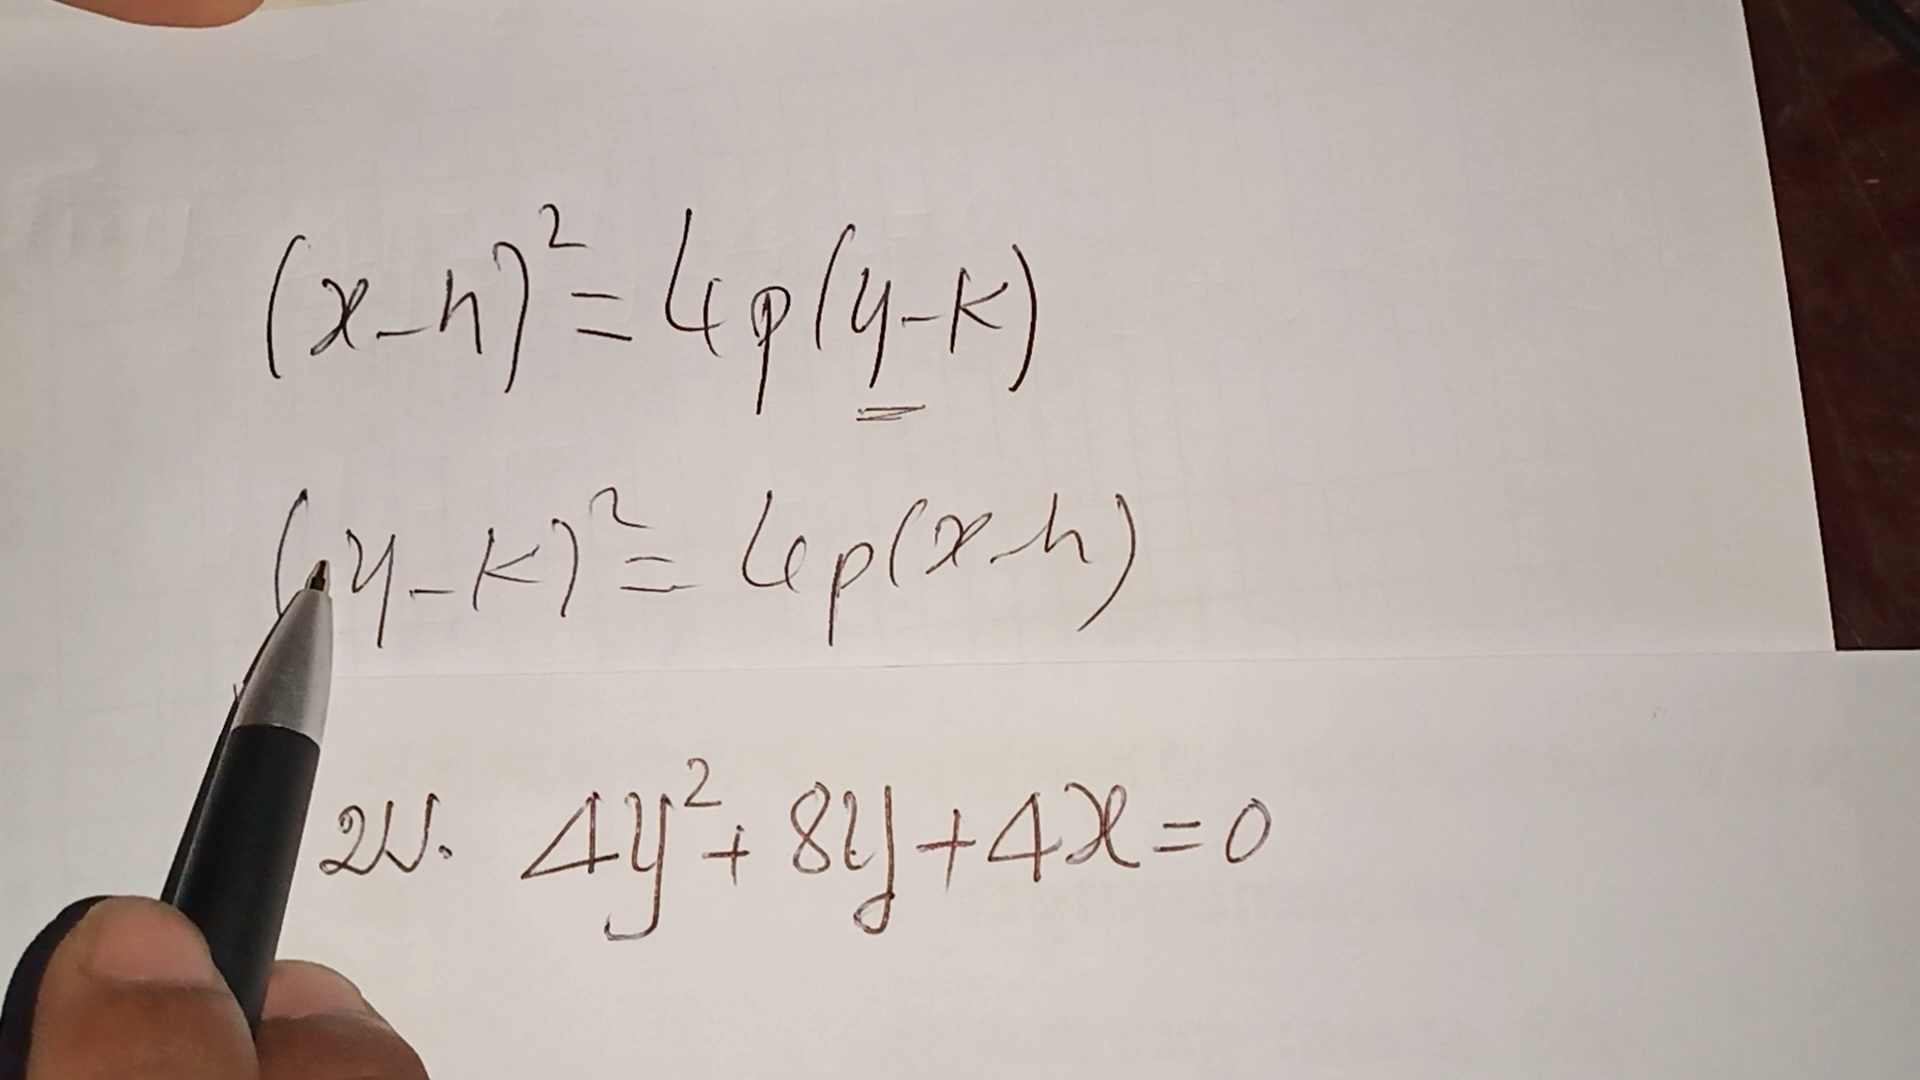 (x-h)² = 4p(y-k)
(y-k)² = 4p(x-h)
4y² + 8y + 4x = 0